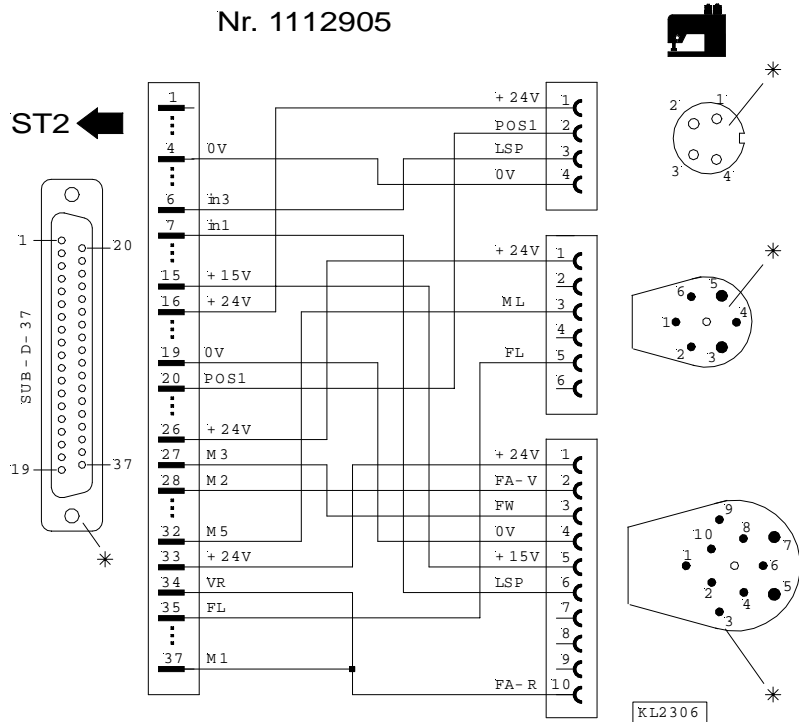 Nr. 1112905
ST2
SUB-D-37
1
20
19
37
1
4 0V
6 in3
7 in1
15 +15V
16 +24V
19 0V
20 POS1
26 +24V
27 M3
28 M2
32 M5
33 +24V
34 VR
35 FL
37 M1
+24V 1
POS1 2
LSP 3
0V 4
+24V 1
2
ML 3
4
FL 5
6
+24V 1
FA-V 2
FW 3
0V 4
+15V 5
LSP 6
7
8
9
FA-R 10
*
2 1
3 4
*
6 5
1 4
2 3
9
10 8 7
1 6
2 4 5
3
*
*
KL2306